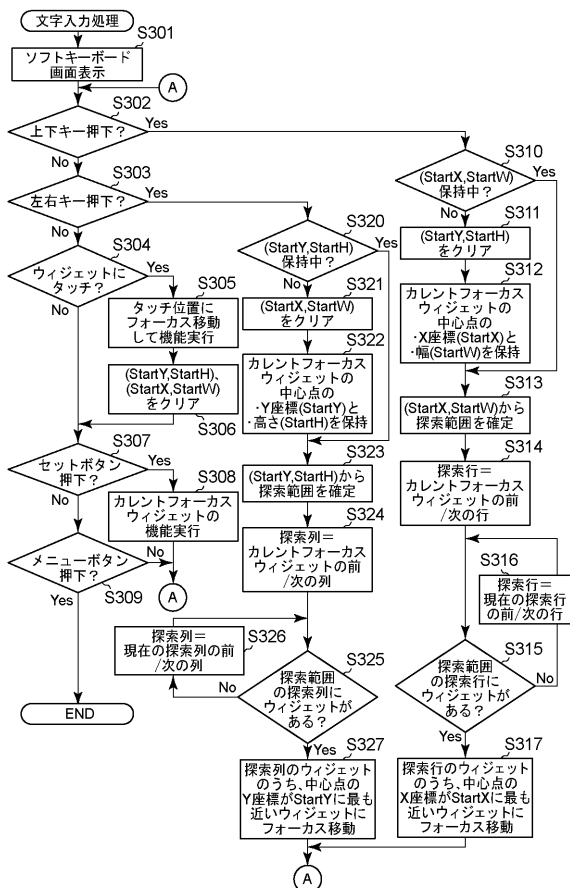 文字入力処理
S301
ソフトキーボード
画面表示
A
S302
上下キー押下?
Yes
No
S303
左右キー押下?
Yes
No
S304
ウィジェットに
タッチ?
Yes
No
S305
タッチ位置に
フォーカス移動
して機能実行
(StartY,StartH)、
(StartX,StartW)
をクリア
S306
S307
セットボタン
押下?
Yes
No
S308
カレントフォーカス
ウィジェットの
機能実行
メニューボタン
押下?
No
S309
Yes
A
END
S320
(StartY,StartH)
保持中?
Yes
No
S321
(StartX,StartW)
をクリア
S322
カレントフォーカス
ウィジェットの
中心点の
・Y座標(StartY)と
・高さ(StartH)を保持
S323
(StartY,StartH)から
探索範囲を確定
S324
探索列=
カレントフォーカス
ウィジェットの前
/次の列
探索列=
現在の探索列の前
/次の列
S326
S325
探索範囲
の探索列に
ウィジェットが
ある?
No
Yes
S327
探索列のウィジェット
のうち、中心点の
Y座標がStartYに最も
近いウィジェットに
フォーカス移動
A
S310
(StartX,StartW)
保持中?
Yes
No
S311
(StartY,StartH)
をクリア
S312
カレントフォーカス
ウィジェットの
中心点の
・X座標(StartX)と
・幅(StartW)を保持
S313
(StartX,StartW)から
探索範囲を確定
S314
探索行=
カレントフォーカス
ウィジェットの前
/次の行
S316
探索行=
現在の探索行
の前/次の行
S315
探索範囲
の探索行に
ウィジェットが
ある?
No
Yes
S317
探索行のウィジェット
のうち、中心点の
X座標がStartXに最も
近いウィジェットに
フォーカス移動